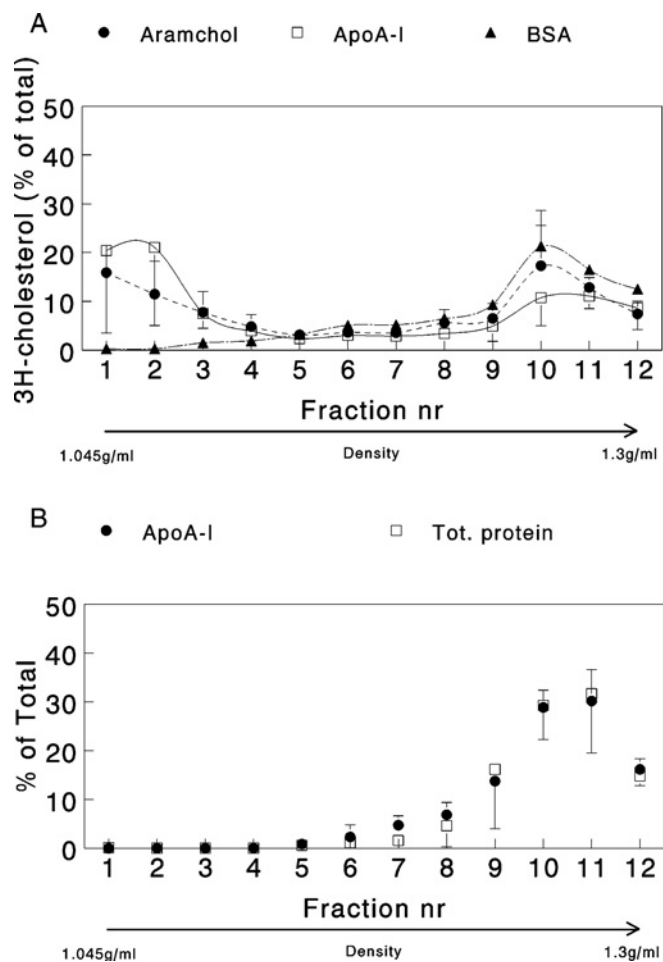 A
Aramchol ApoA-I BSA
3H-cholesterol (% of total)
50
40
30
20
10
0
1 2 3 4 5 6 7 8 9 10 11 12
Fraction nr
1.045g/ml Density 1.3g/ml
B
ApoA-I Tot. protein
% of Total
50
40
30
20
10
0
1 2 3 4 5 6 7 8 9 10 11 12
Fraction nr
1.045g/ml Density 1.3g/ml